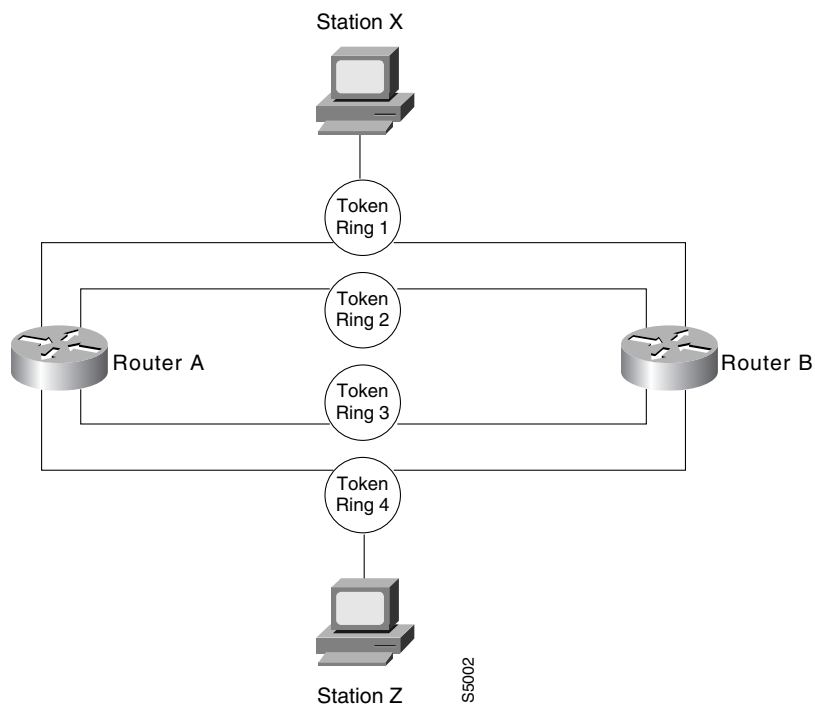 Station X
Token
Ring 1
Token
Ring 2
Router A
Router B
Token
Ring 3
Token
Ring 4
Station Z
S5002